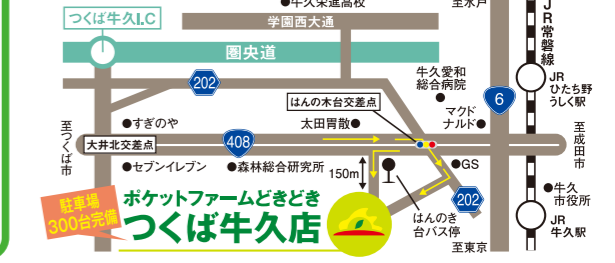 牛久栄進高校
至水戸
つくば牛久I.C
学園西大通
JR常磐線
圏央道
202
牛久愛和
総合病院
JR
ひたち野
うしく駅
はんの木台交差点
6
マクド
ナルド
至つくば市
すぎのや
太田胃散
至成田市
大井北交差点
408
セブンイレブン
森林総合研究所
150m
GS
202
牛久
市役所
はんのき
台バス停
JR
牛久駅
至東京
駐車場
300台完備
ポケットファームどきどき
つくば牛久店